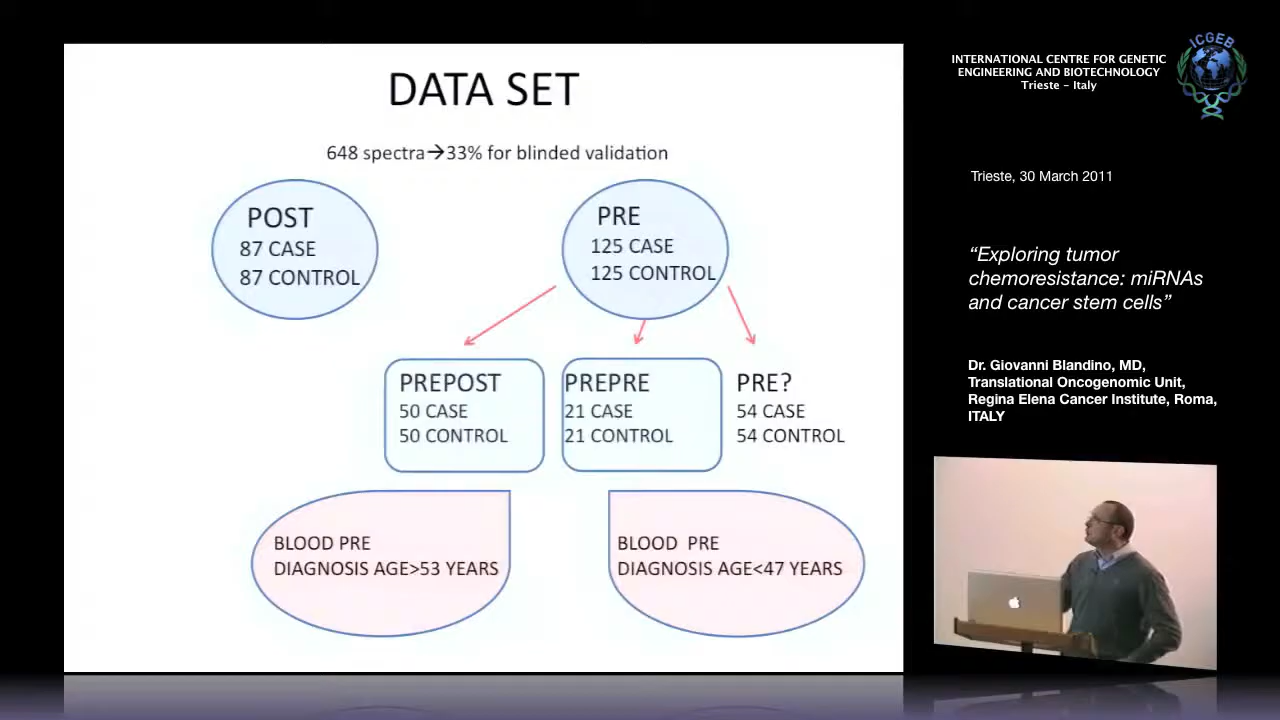 DATA SET
648 spectra→33% for blinded validation
POST
87 CASE
87 CONTROL
PRE
125 CASE
125 CONTROL
PREPOST
50 CASE
50 CONTROL
PREPRE
21 CASE
21 CONTROL
PRE?
54 CASE
54 CONTROL
BLOOD PRE
DIAGNOSIS AGE>53 YEARS
BLOOD PRE
DIAGNOSIS AGE<47 YEARS
INTERNATIONAL CENTRE FOR GENETIC
ENGINEERING AND BIOTECHNOLOGY
Trieste - Italy
ICGEB
Trieste, 30 March 2011
“Exploring tumor
chemoresistance: miRNAs
and cancer stem cells”
Dr. Giovanni Blandino, MD,
Translational Oncogenomic Unit,
Regina Elena Cancer Institute, Roma,
ITALY